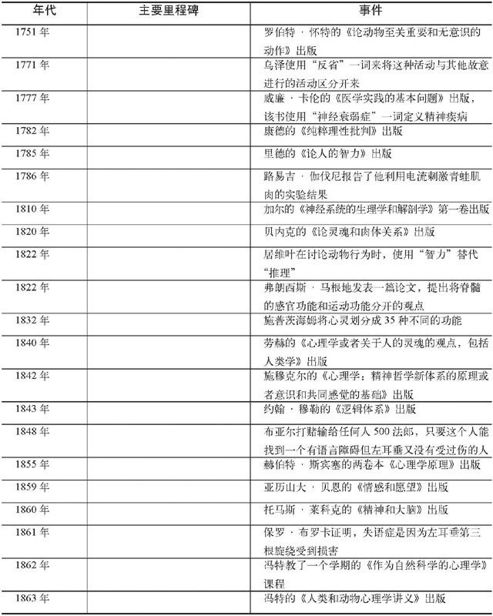 年代 主要里程碑 事件
1751 年 罗伯特·怀特的《论动物至关重要和无意识的
动作》出版
1771 年 乌泽使用“反省”一词来将这种活动与其他故意
进行的活动区分开来
1777 年 威廉·卡伦的《医学实践的基本问题》出版，
该书使用“神经衰弱症”一词定义精神疾病
1782 年 康德的《纯粹理性批判》出版
1785 年 里德的《论人的智力》出版
1786 年 路易吉·伽伐尼报告了他利用电流刺激青蛙肌
肉的实验结果
1810 年 加尔的《神经系统的生理学和解剖学》第一卷出版
1820 年 贝内克的《论灵魂和肉体关系》出版
1822 年 居维叶在讨论动物行为时，使用“智力”替代
“推理”
1822 年 弗朗西斯·马根地发表一篇论文，提出将脊髓
的感官功能和运动功能分开的观点
1832 年 施普茨海姆将心灵划分成 35 种不同的功能
1840 年 劳赫的《心理学或者关于人的灵魂的观点，包括
人类学》出版
1842 年 施穆克尔的《心理学：精神哲学新体系的原理或
者意识和共同感觉的基础》出版
1843 年 约翰·穆勒的《逻辑体系》出版
1848 年 布亚尔打赌输给任何人 500 法郎，只要这个人能
找到一个有语言障碍但左耳垂又没有受过伤的人
1855 年 赫伯特·斯宾塞的两卷本《心理学原理》出版
1859 年 亚历山大·贝恩的《情感和愿望》出版
1860 年 托马斯·莱科克的《精神和大脑》出版
1861 年 保罗·布罗卡证明，失语症是因为左耳垂第三
根旋绕受到损害
1862 年 冯特教了一个学期的《作为自然科学的心理学》
课程
1863 年 冯特的《人类和动物心理学讲义》出版